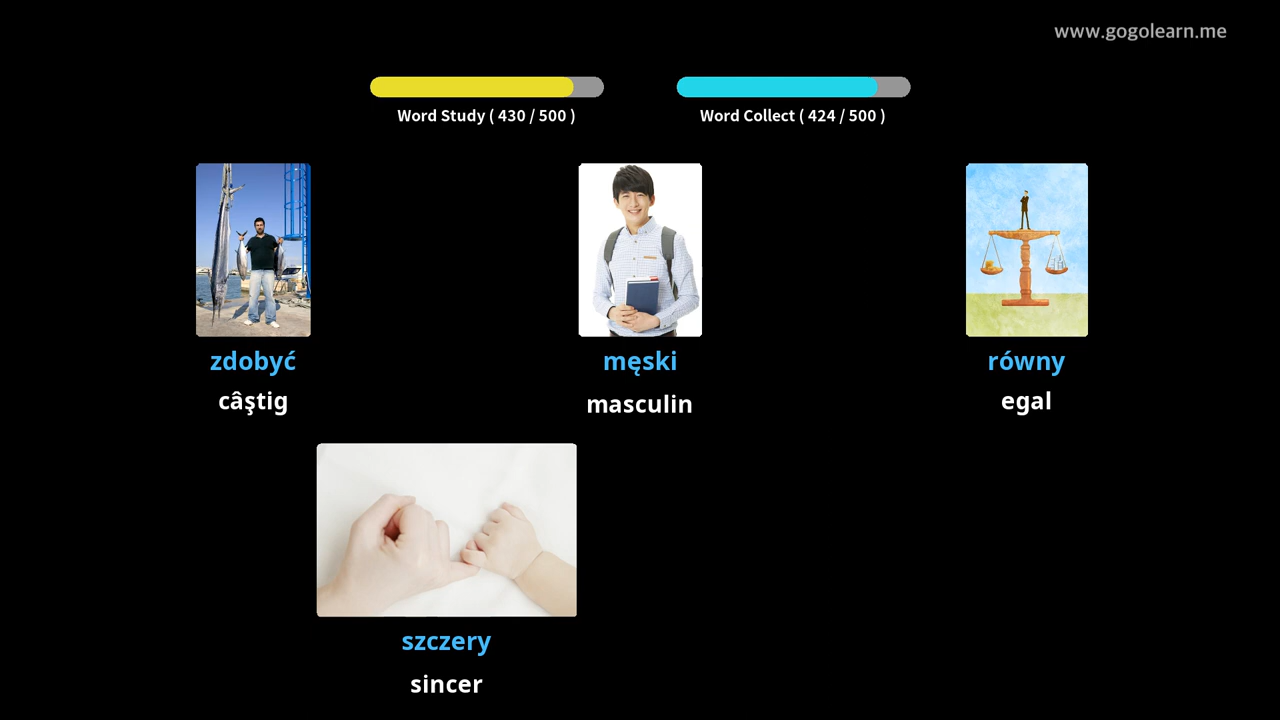 www.gogolearn.me
Word Study ( 430 / 500 )
Word Collect ( 424 / 500 )
zdobyć
męski
równy
câştig
masculin
egal
szczery
sincer